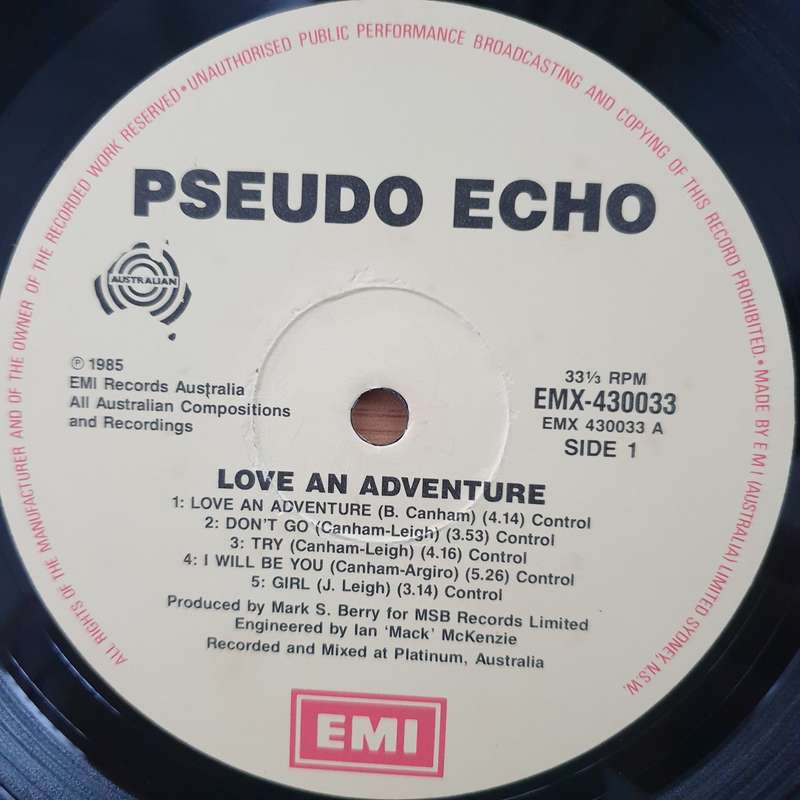 ALL RIGHTS OF THE MANUFACTURER AND OF THE OWNER OF THE RECORDED WORK RESERVED • UNAUTHORISED PUBLIC PERFORMANCE BROADCASTING AND COPYING OF THIS RECORD PROHIBITED • MADE BY E M I (AUSTRALIA) LIMITED SYDNEY, N.S.W.
PSEUDO ECHO
AUSTRALIAN
℗ 1985
EMI Records Australia
All Australian Compositions
and Recordings
33⅓ RPM
EMX-430033
EMX 430033 A
SIDE 1
LOVE AN ADVENTURE
1: LOVE AN ADVENTURE (B. Canham) (4.14) Control
2: DON'T GO (Canham-Leigh) (3.53) Control
3: TRY (Canham-Leigh) (4.16) Control
4: I WILL BE YOU (Canham-Argiro) (5.26) Control
5: GIRL (J. Leigh) (3.14) Control
Produced by Mark S. Berry for MSB Records Limited
Engineered by Ian 'Mack' McKenzie
Recorded and Mixed at Platinum, Australia
EMI